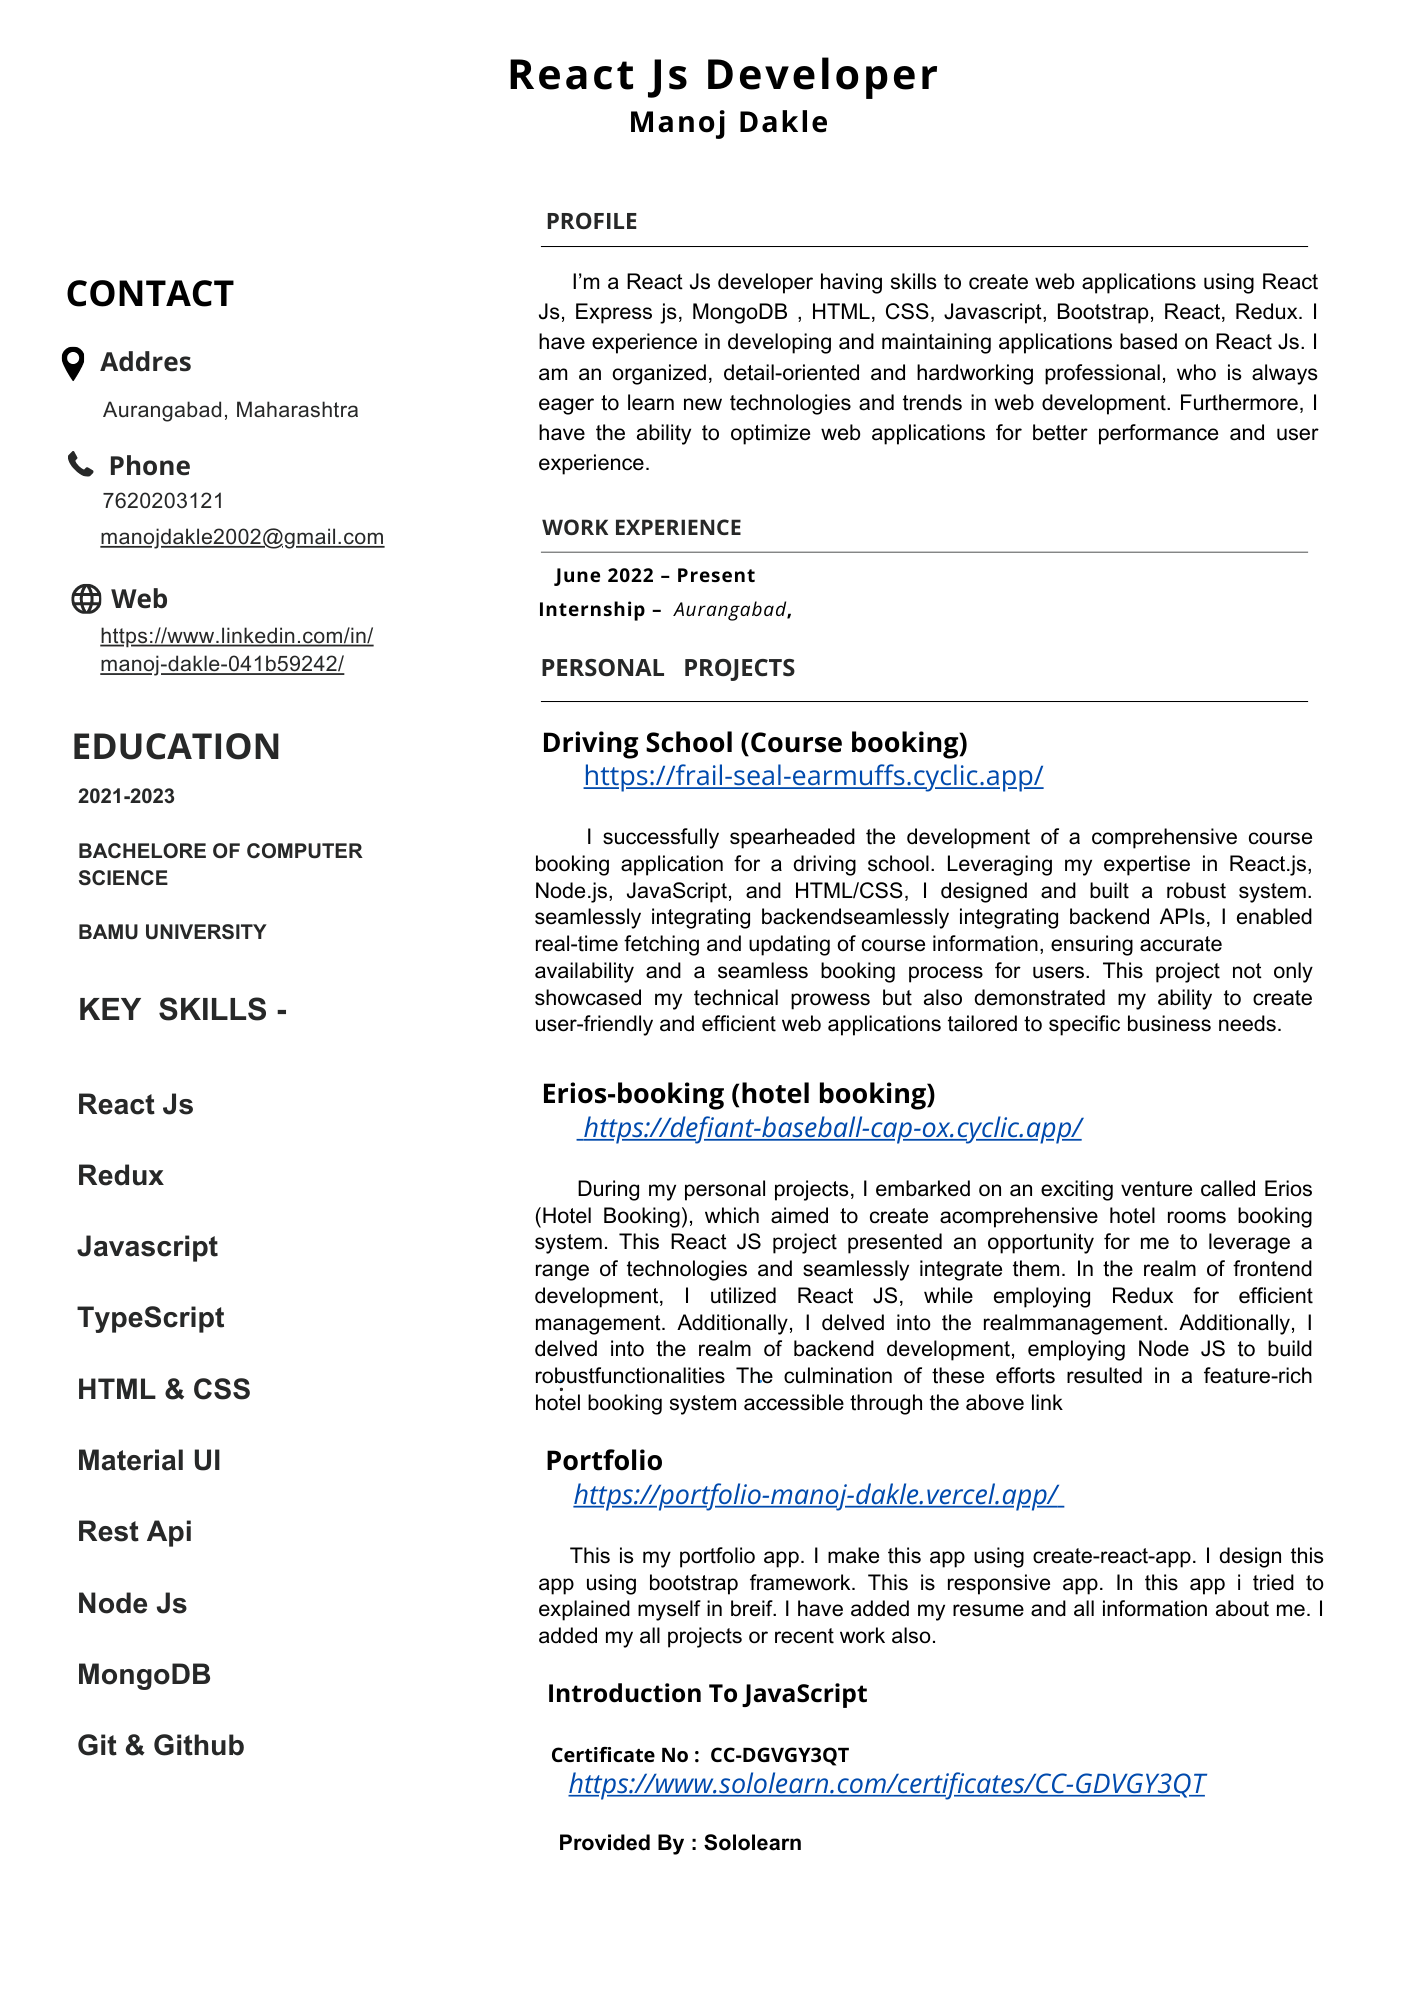 React Js Developer
Manoj Dakle
CONTACT
Addres
Aurangabad, Maharashtra
Phone
7620203121
manojdakle2002@gmail.com
Web
https://www.linkedin.com/in/
manoj-dakle-041b59242/
EDUCATION
2021-2023
BACHELORE OF COMPUTER
SCIENCE
BAMU UNIVERSITY
KEY SKILLS -
React Js
Redux
Javascript
TypeScript
HTML & CSS
Material UI
Rest Api
Node Js
MongoDB
Git & Github
PROFILE
I’m a React Js developer having skills to create web applications using React
Js, Express js, MongoDB , HTML, CSS, Javascript, Bootstrap, React, Redux. I
have experience in developing and maintaining applications based on React Js. I
am an organized, detail-oriented and hardworking professional, who is always
eager to learn new technologies and trends in web development. Furthermore, I
have the ability to optimize web applications for better performance and user
experience.
WORK EXPERIENCE
June 2022 – Present
Internship – Aurangabad,
PERSONAL PROJECTS
Driving School (Course booking)
https://frail-seal-earmuffs.cyclic.app/
I successfully spearheaded the development of a comprehensive course
booking application for a driving school. Leveraging my expertise in React.js,
Node.js, JavaScript, and HTML/CSS, I designed and built a robust system.
seamlessly integrating backendseamlessly integrating backend APIs, I enabled
real-time fetching and updating of course information, ensuring accurate
availability and a seamless booking process for users. This project not only
showcased my technical prowess but also demonstrated my ability to create
user-friendly and efficient web applications tailored to specific business needs.
Erios-booking (hotel booking)
https://defiant-baseball-cap-ox.cyclic.app/
During my personal projects, I embarked on an exciting venture called Erios
(Hotel Booking), which aimed to create acomprehensive hotel rooms booking
system. This React JS project presented an opportunity for me to leverage a
range of technologies and seamlessly integrate them. In the realm of frontend
development, I utilized React JS, while employing Redux for efficient
management. Additionally, I delved into the realmmanagement. Additionally, I
delved into the realm of backend development, employing Node JS to build
robustfunctionalities The culmination of these efforts resulted in a feature-rich
hotel booking system accessible through the above link
Portfolio
https://portfolio-manoj-dakle.vercel.app/
This is my portfolio app. I make this app using create-react-app. I design this
app using bootstrap framework. This is responsive app. In this app i tried to
explained myself in breif. I have added my resume and all information about me. I
added my all projects or recent work also.
Introduction To JavaScript
Certificate No : CC-DGVGY3QT
https://www.sololearn.com/certificates/CC-GDVGY3QT
Provided By : Sololearn